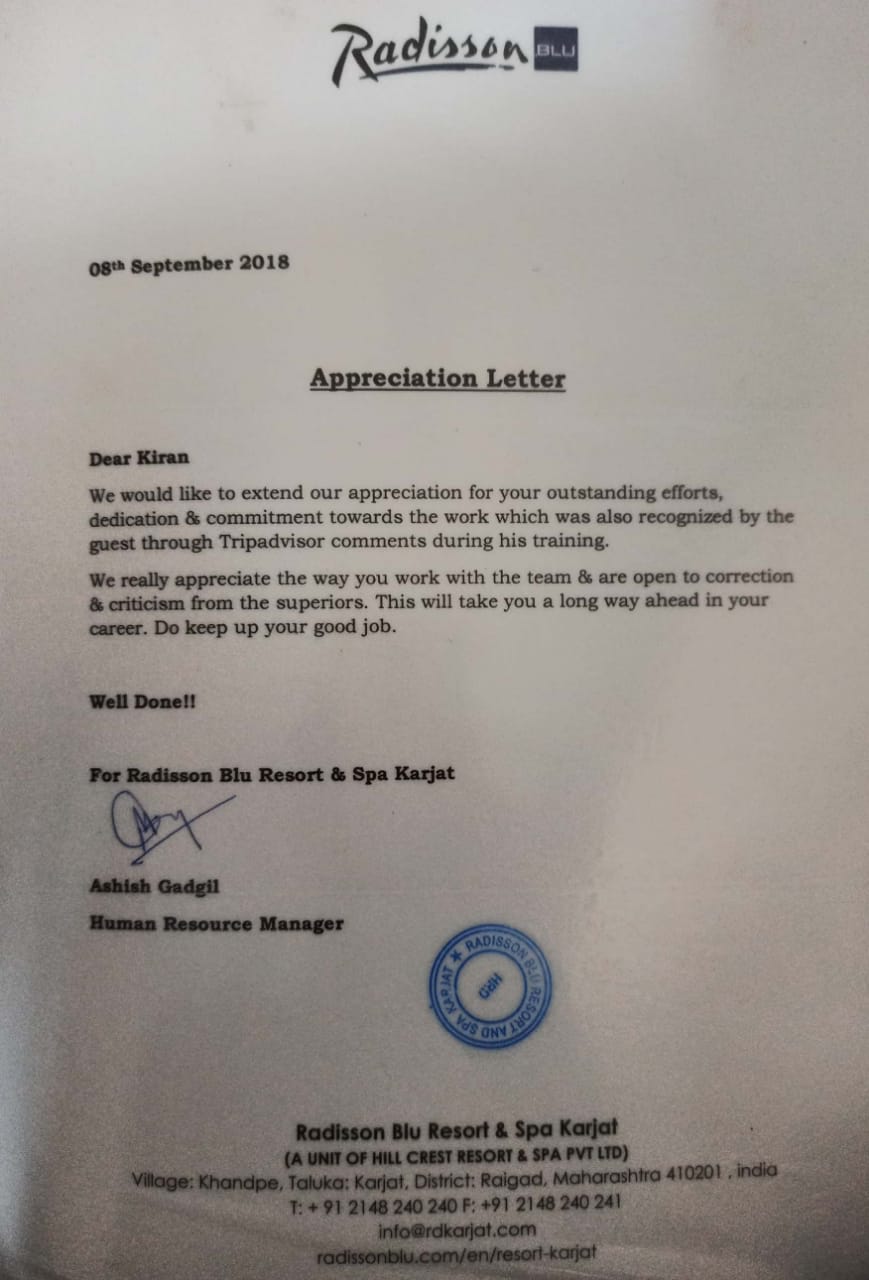 Radisson BLU
08th September 2018
Appreciation Letter
Dear Kiran
We would like to extend our appreciation for your outstanding efforts,
dedication & commitment towards the work which was also recognized by the
guest through Tripadvisor comments during his training.
We really appreciate the way you work with the team & are open to correction
& criticism from the superiors. This will take you a long way ahead in your
career. Do keep up your good job.
Well Done!!
For Radisson Blu Resort & Spa Karjat
Ashish Gadgil
Human Resource Manager
★ RADISSON BLU RESORT AND SPA KARJAT
HRD
Radisson Blu Resort & Spa Karjat
(A UNIT OF HILL CREST RESORT & SPA PVT LTD)
Village: Khandpe, Taluka: Karjat, District: Raigad, Maharashtra 410201 , india
T: + 91 2148 240 240 F: +91 2148 240 241
info@rdkarjat.com
radissonblu.com/en/resort-karjat